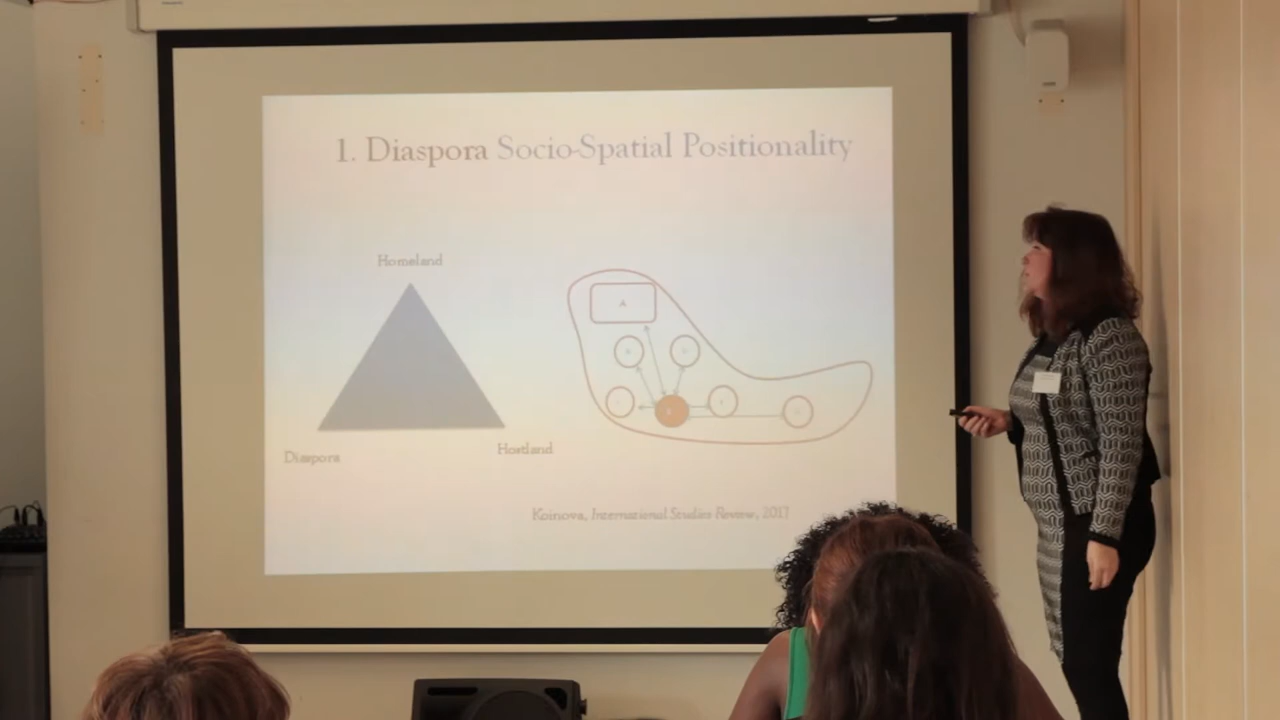 1. Diaspora Socio-Spatial Positionality
Homeland
A
Diaspora
Hostland
Koinova, International Studies Review, 2017